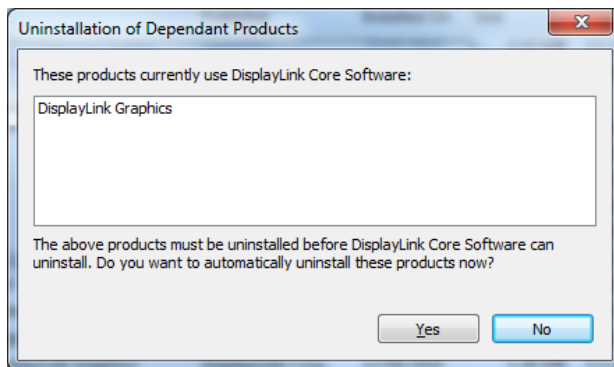 Uninstallation of Dependant Products
These products currently use DisplayLink Core Software:
DisplayLink Graphics
The above products must be uninstalled before DisplayLink Core Software can
uninstall. Do you want to automatically uninstall these products now?
Yes
No